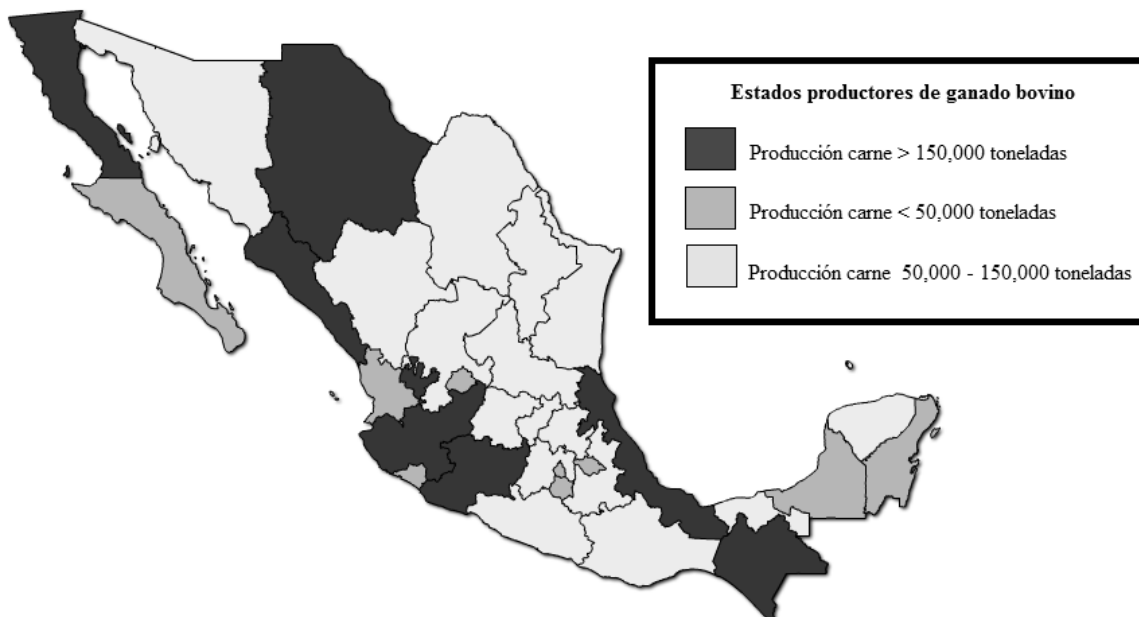 Estados productores de ganado bovino
Producción carne > 150,000 toneladas
Producción carne < 50,000 toneladas
Producción carne 50,000 - 150,000 toneladas